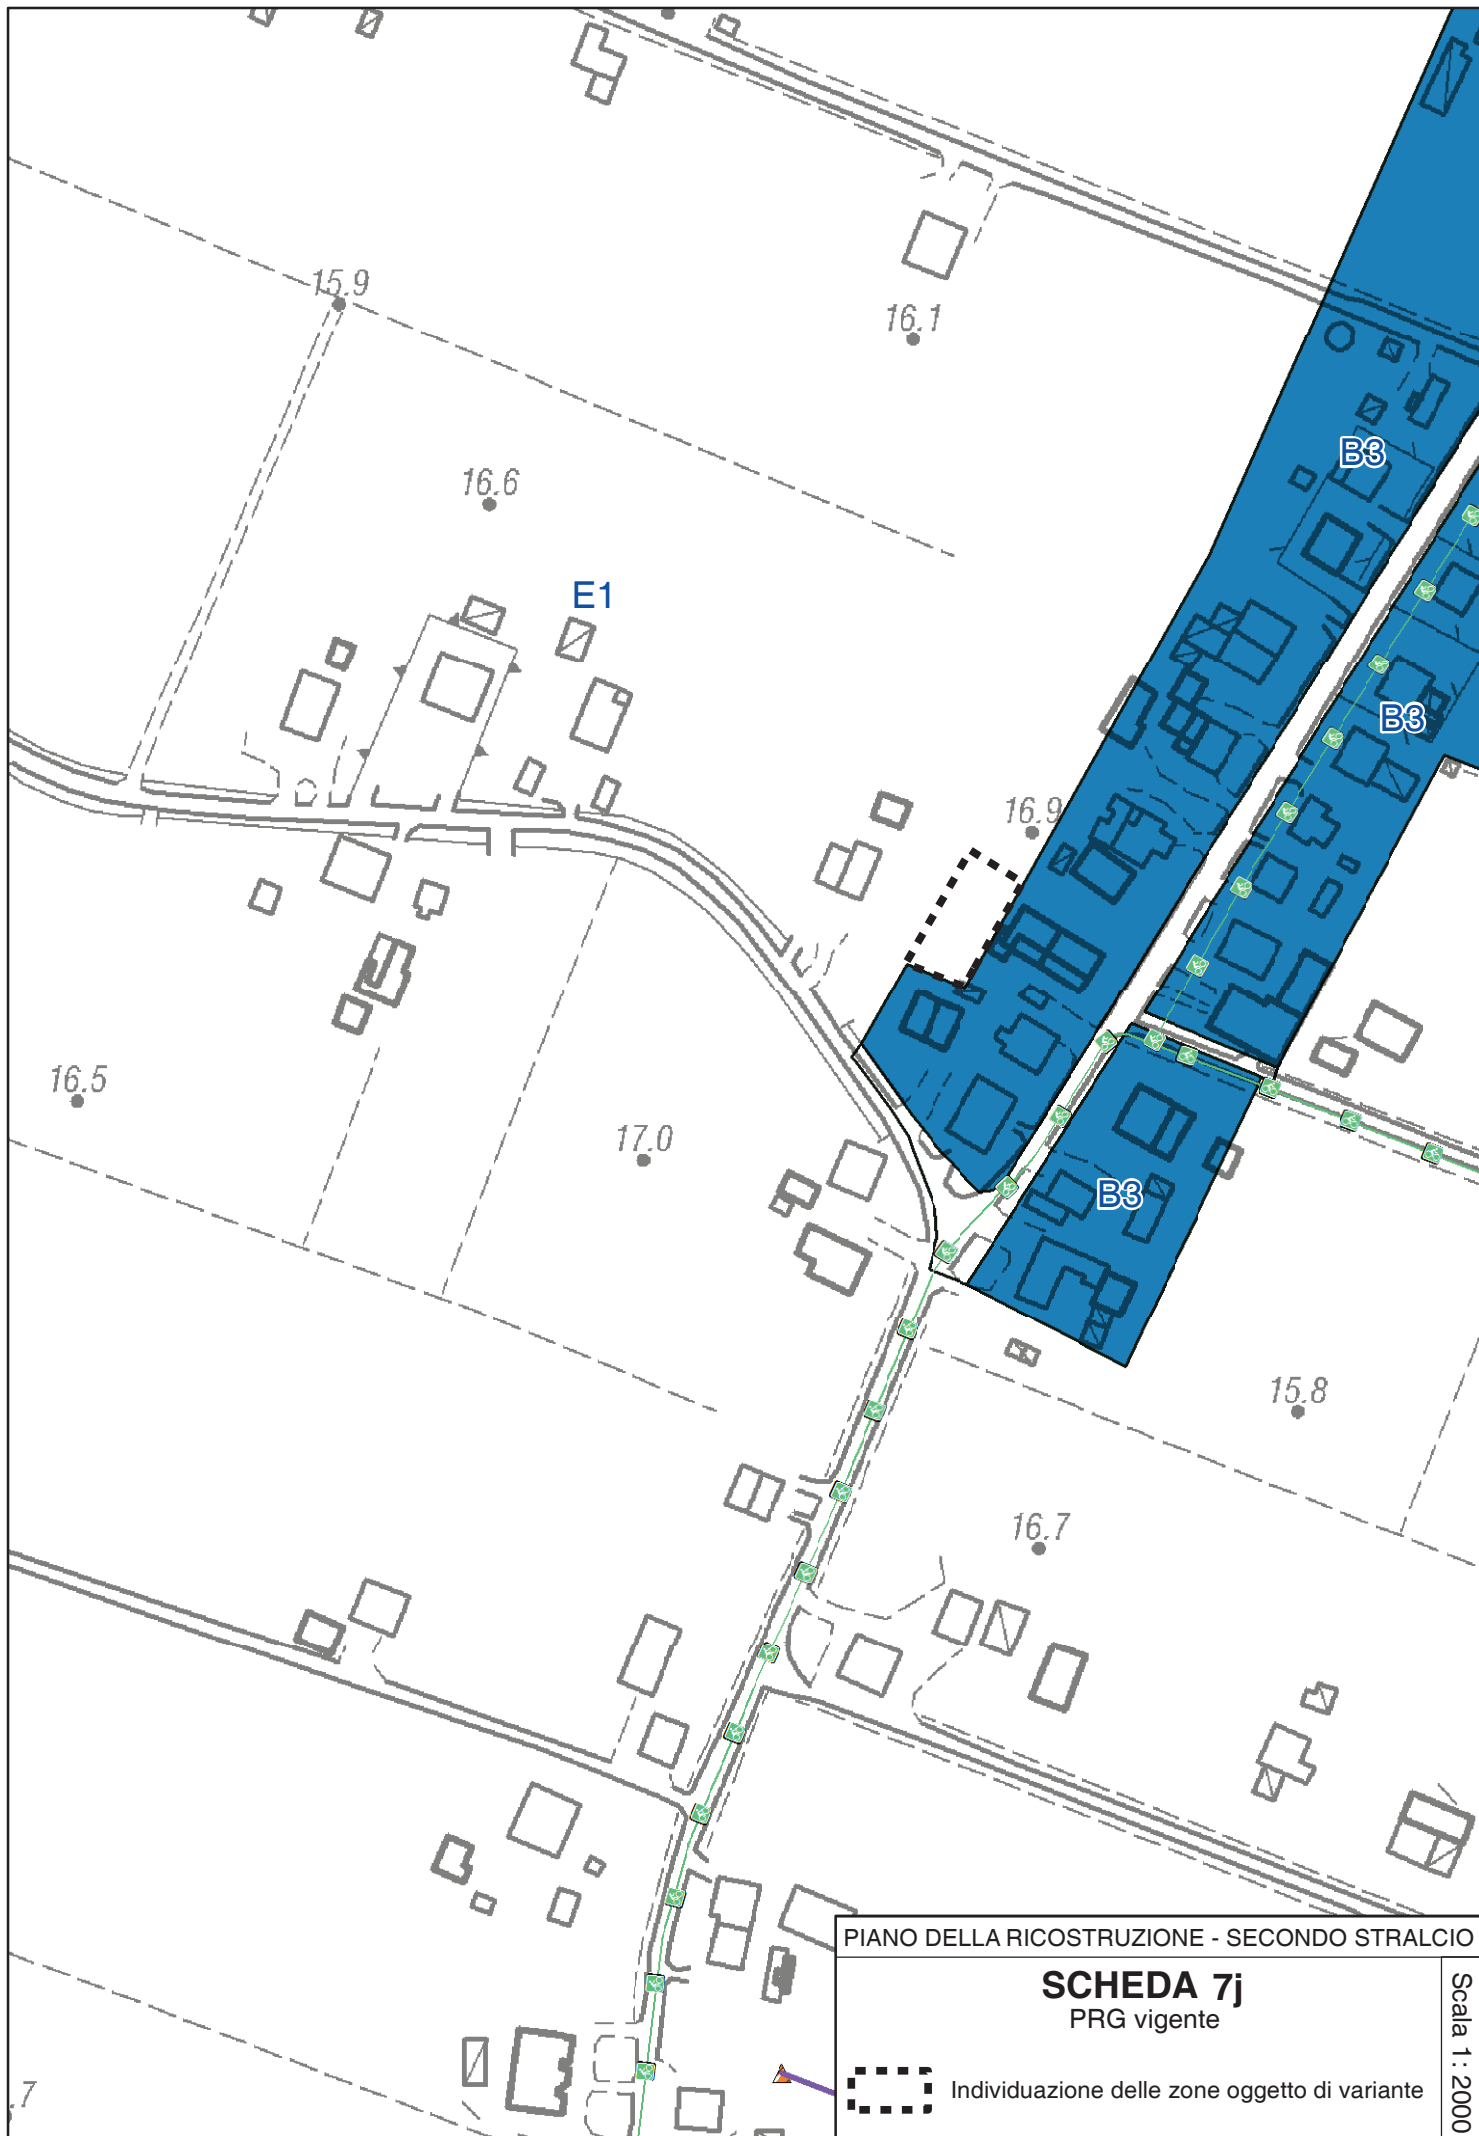 15.9
16.1
B3
16.6
E1
B3
16.9
16.5
17.0
B3
15.8
16.7
PIANO DELLA RICOSTRUZIONE - SECONDO STRALCIO
SCHEDA 7j
PRG vigente
Scala 1: 2000
Individuazione delle zone oggetto di variante
.7